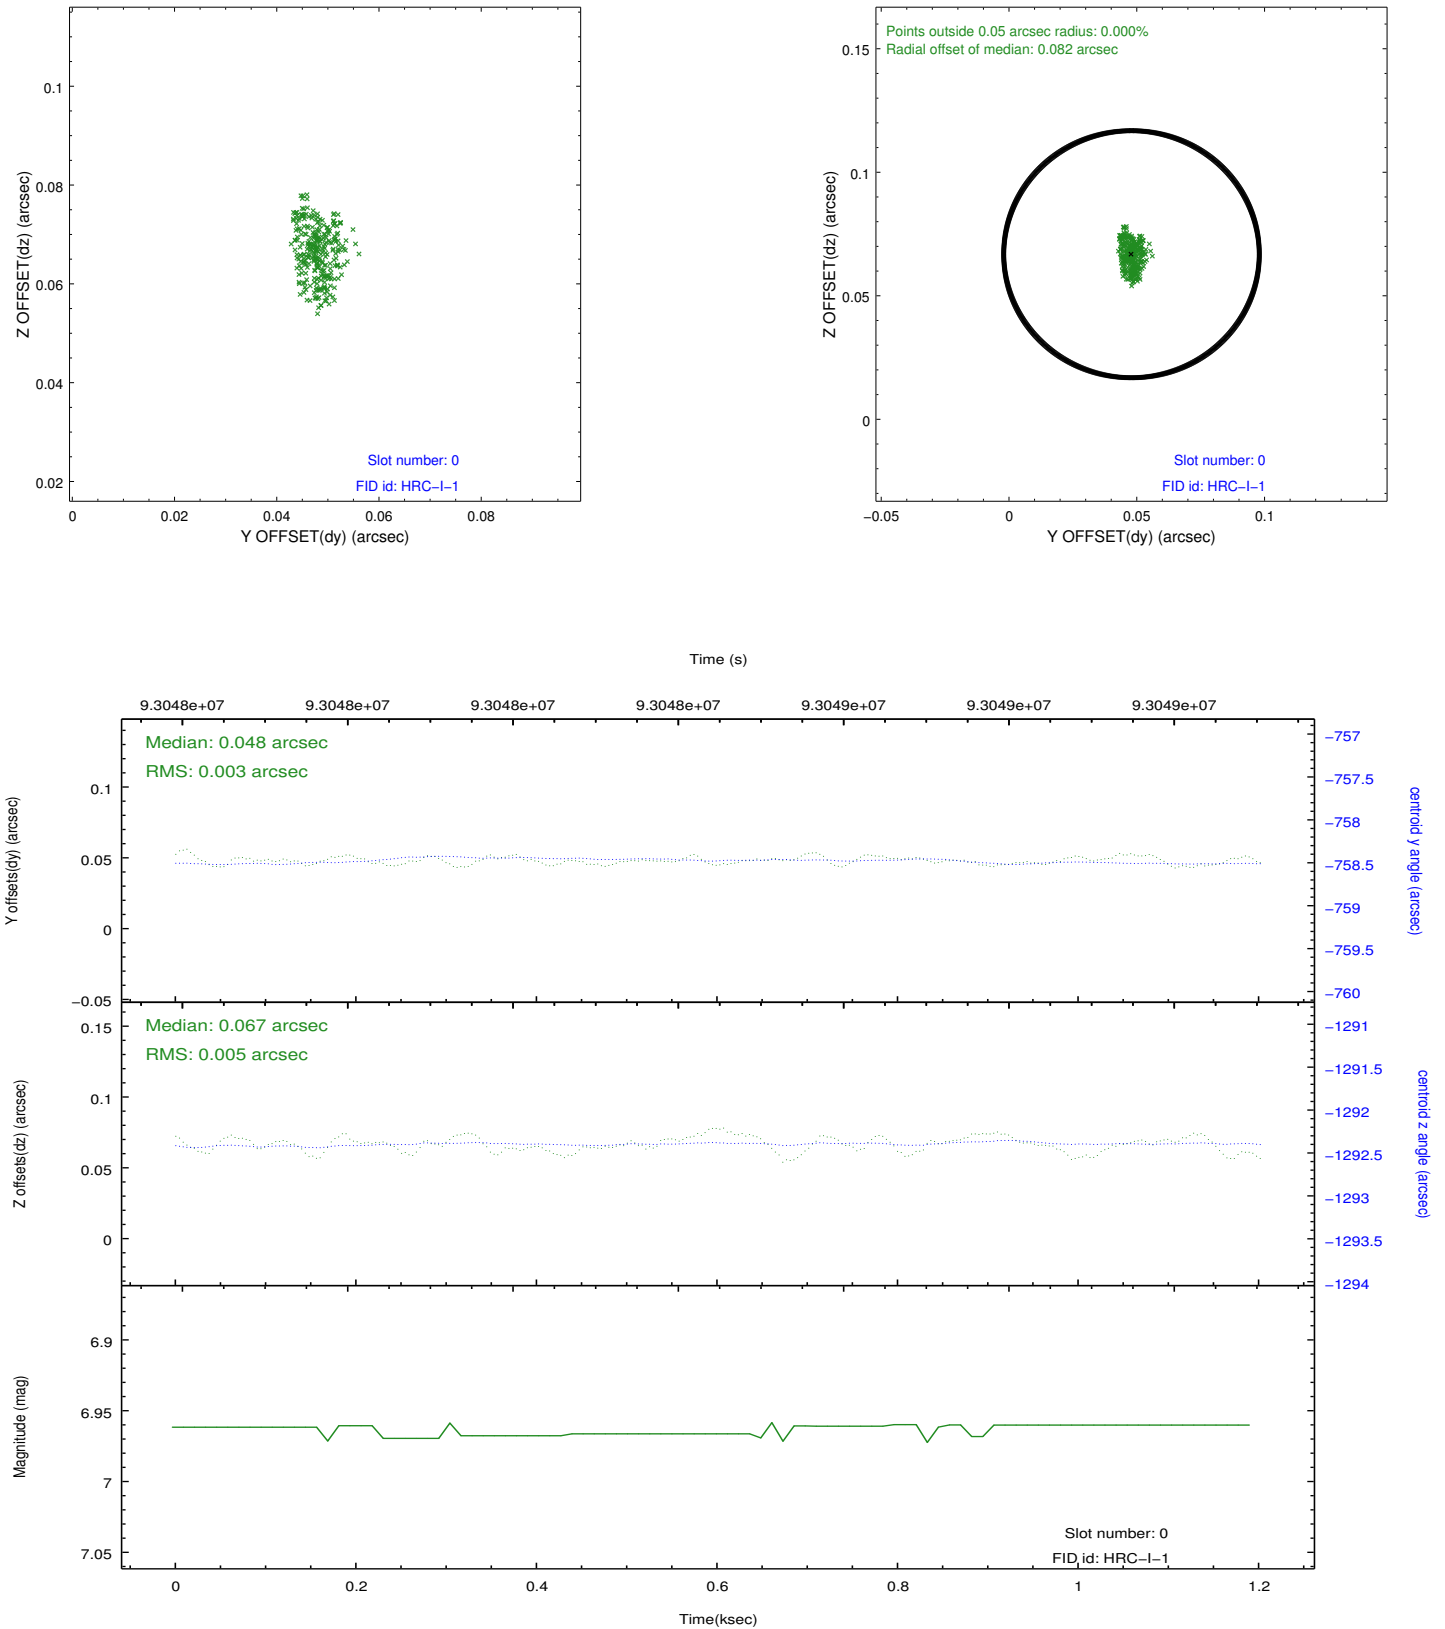 0.1
0.08
0.06
0.04
0.02
Z OFFSET(dz) (arcsec)
Slot number: 0
FID id: HRC−I−1
0 0.02 0.04 0.06 0.08
Y OFFSET(dy) (arcsec)
Points outside 0.05 arcsec radius: 0.000%
Radial offset of median: 0.082 arcsec
0.15
0.1
0.05
0
Z OFFSET(dz) (arcsec)
Slot number: 0
FID id: HRC−I−1
−0.05 0 0.05 0.1
Y OFFSET(dy) (arcsec)
Time (s)
9.3048e+07 9.3048e+07 9.3048e+07 9.3048e+07 9.3049e+07 9.3049e+07 9.3049e+07
Median: 0.048 arcsec
RMS: 0.003 arcsec
0.1
0.05
0
−0.05
Y offsets(dy) (arcsec)
−757
−757.5
−758
−758.5
−759
−759.5
−760
centroid y angle (arcsec)
Median: 0.067 arcsec
RMS: 0.005 arcsec
0.15
0.1
0.05
0
Z offsets(dz) (arcsec)
−1291
−1291.5
−1292
−1292.5
−1293
−1293.5
−1294
centroid z angle (arcsec)
6.9
6.95
7
7.05
Magnitude (mag)
Slot number: 0
FID id: HRC−I−1
0 0.2 0.4 0.6 0.8 1 1.2
Time(ksec)